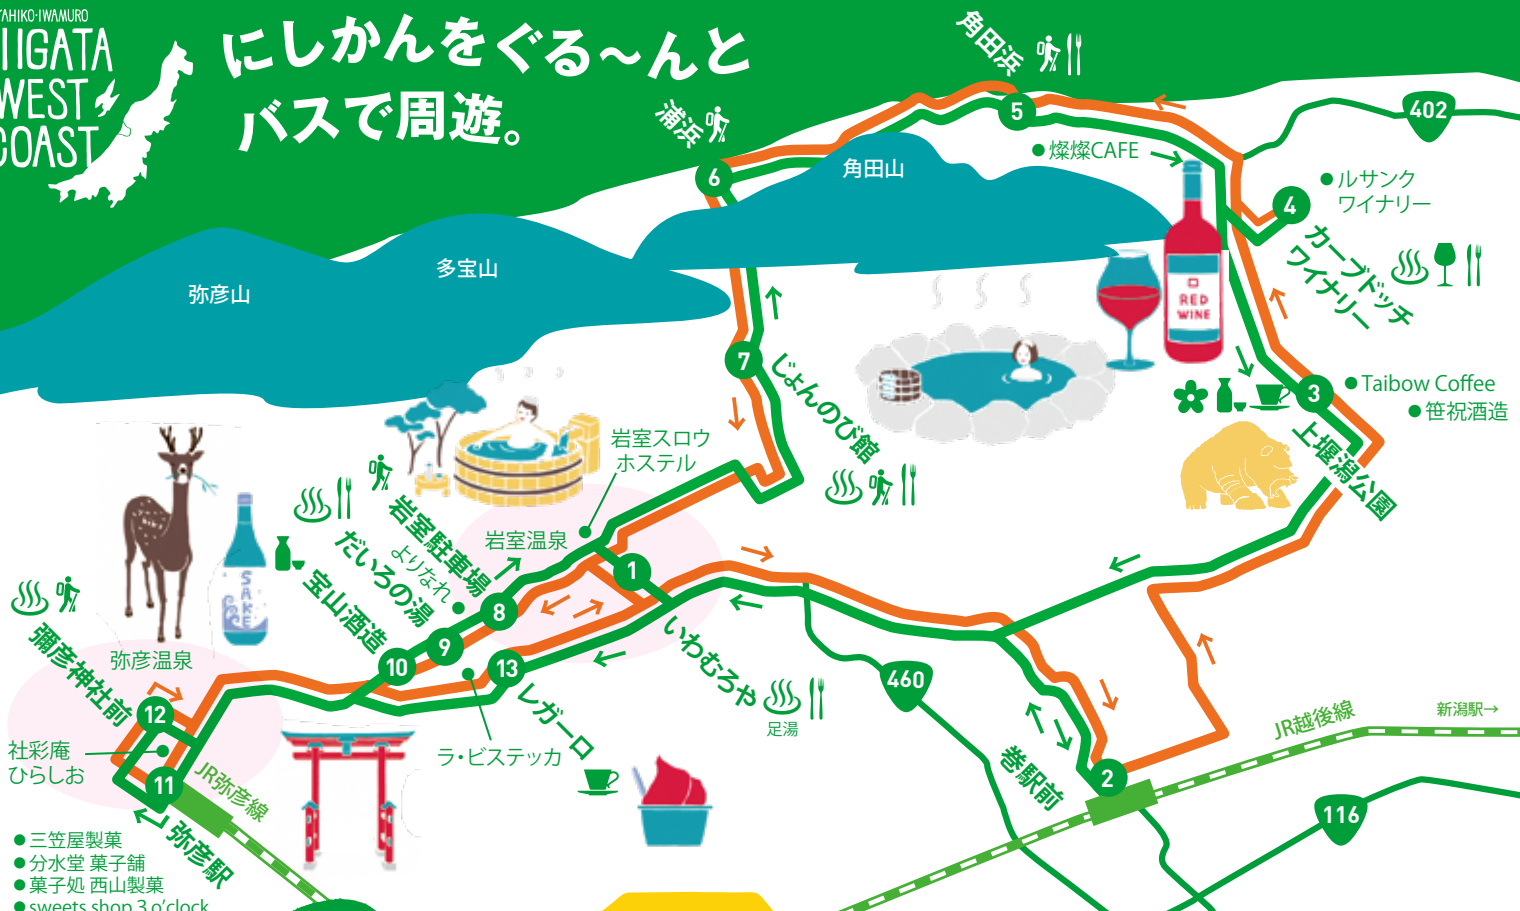 TAHIKO-IWAMURO
NIIGATA
WEST
COAST
にしかんをぐる〜んと
バスで周遊。
角田浜
浦浜
5
402
燦燦CAFE
6
角田山
4
ルサンク
ワイナリー
カーブドッチ
ワイナリー
多宝山
弥彦山
RED
WINE
7
じょんのび館
3
Taibow Coffee
笹祝酒造
上堰潟公園
岩室スロウ
ホステル
岩室温泉
岩室駐車場
よりなれ
だいろの湯
宝山酒造
SAKE
1
8
9
10
13
いわむろや
足湯
460
彌彦神社前
弥彦温泉
12
レガーロ
ラ・ビステッカ
社彩庵
ひらしお
11
JR弥彦線
弥彦駅
巻駅前
2
JR越後線
新潟駅→
116
三笠屋製菓
分水堂 菓子舗
菓子処 西山製菓
sweets shop 3 o'clock